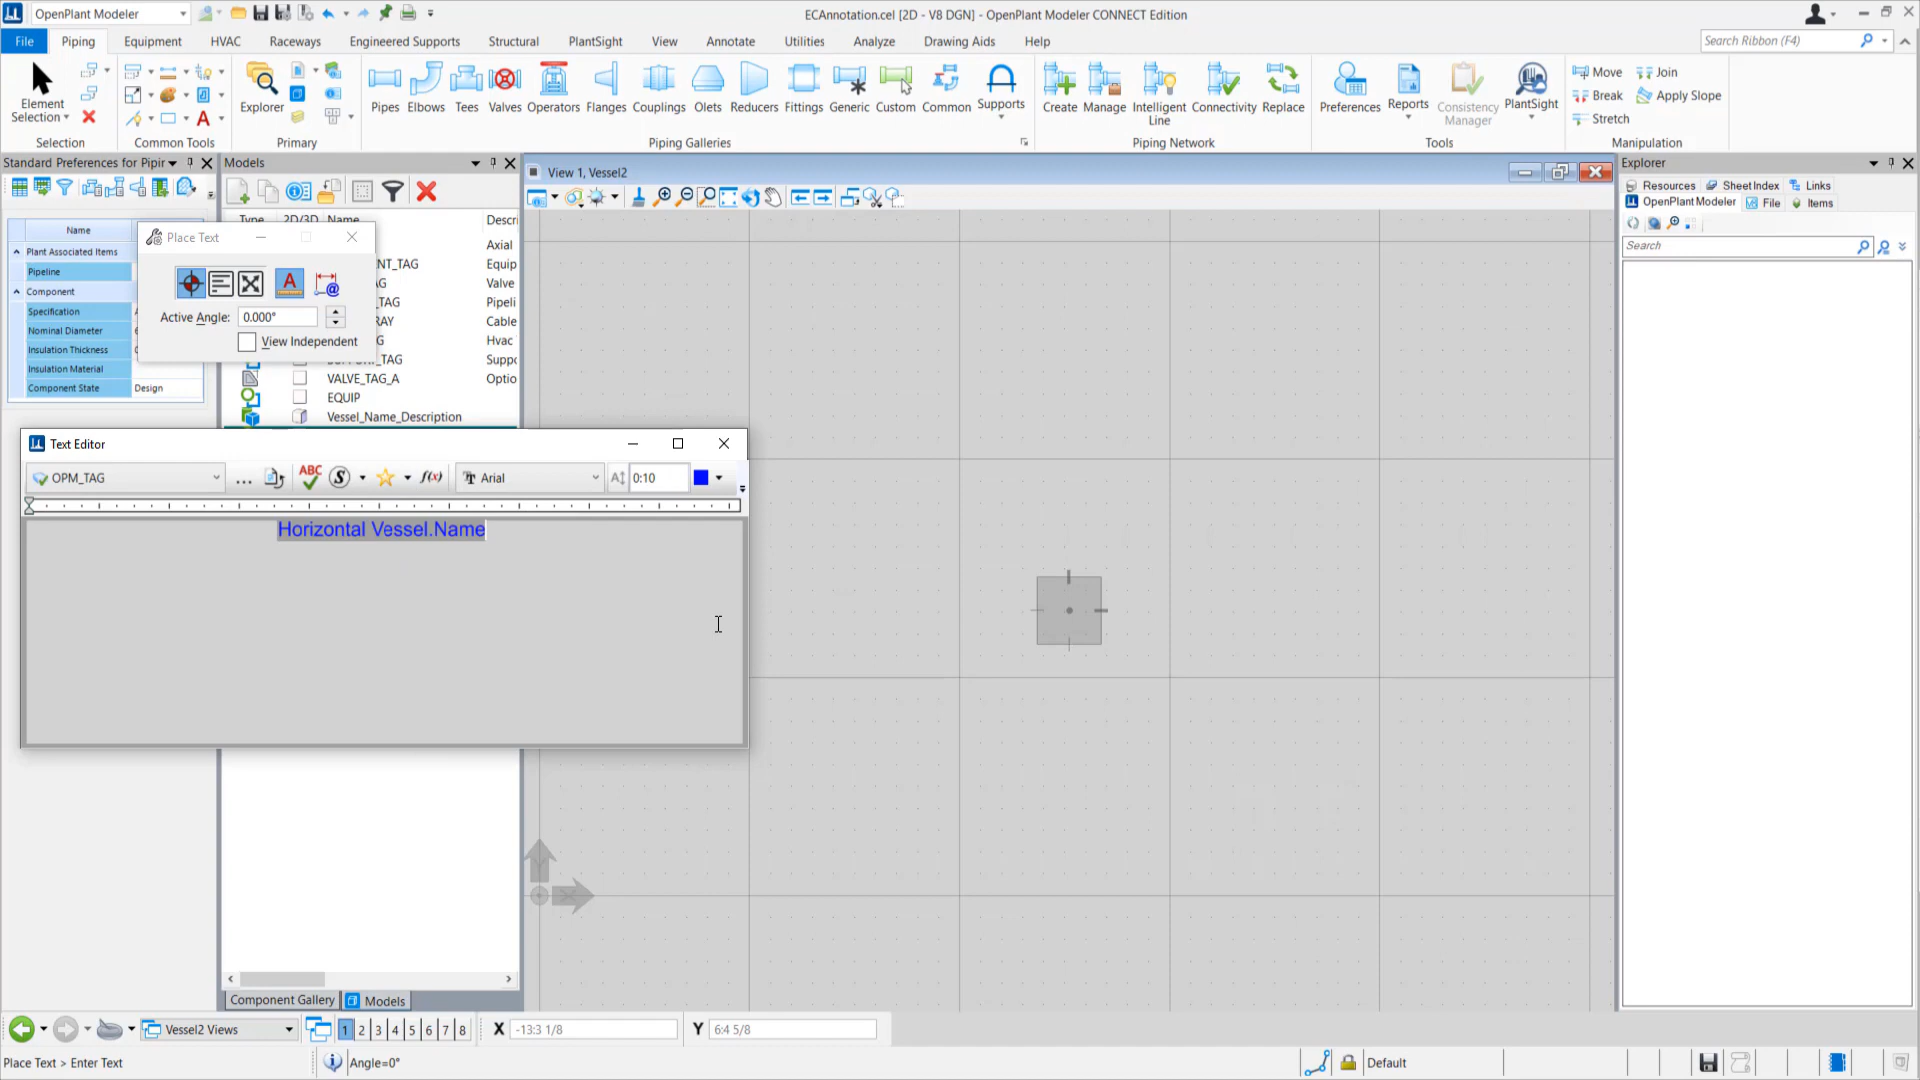 OpenPlant Modeler
ECAnnotation.cel [2D - V8 DGN] - OpenPlant Modeler CONNECT Edition
File Piping Equipment HVAC Raceways Engineered Supports Structural PlantSight View Annotate Utilities Analyze Drawing Aids Help
Search Ribbon (F4)
Element Selection
Explorer
Pipes Elbows Tees Valves Operators Flanges Couplings Olets Reducers Fittings Generic Custom Common Supports
Create Manage Intelligent Line Connectivity Replace
Preferences Reports Consistency Manager PlantSight
Move Join
Break Apply Slope
Stretch
Selection Common Tools Primary Piping Galleries Piping Network Tools Manipulation
Standard Preferences for Pipir
Name
Plant Associated Items
Pipeline
Component
Specification
Nominal Diameter
Insulation Thickness
Insulation Material
Component State Design
Models
Type 2D/3D Name Descri
Axial
NT_TAG Equip
AG Valve
_TAG Pipeli
RAY Cable
G Hvac
_TAG Suppo
VALVE_TAG_A Optio
EQUIP
Vessel_Name_Description
Place Text
Active Angle: 0.000°
View Independent
Text Editor
OPM_TAG ... ABC S f(x) Arial 0:10
Horizontal Vessel.Name
Component Gallery Models
View 1, Vessel2
Explorer
Resources Sheet Index Links
OpenPlant Modeler File Items
Search
Vessel2 Views 1 2 3 4 5 6 7 8 X -13:3 1/8 Y 6:4 5/8
Place Text > Enter Text Angle=0° Default